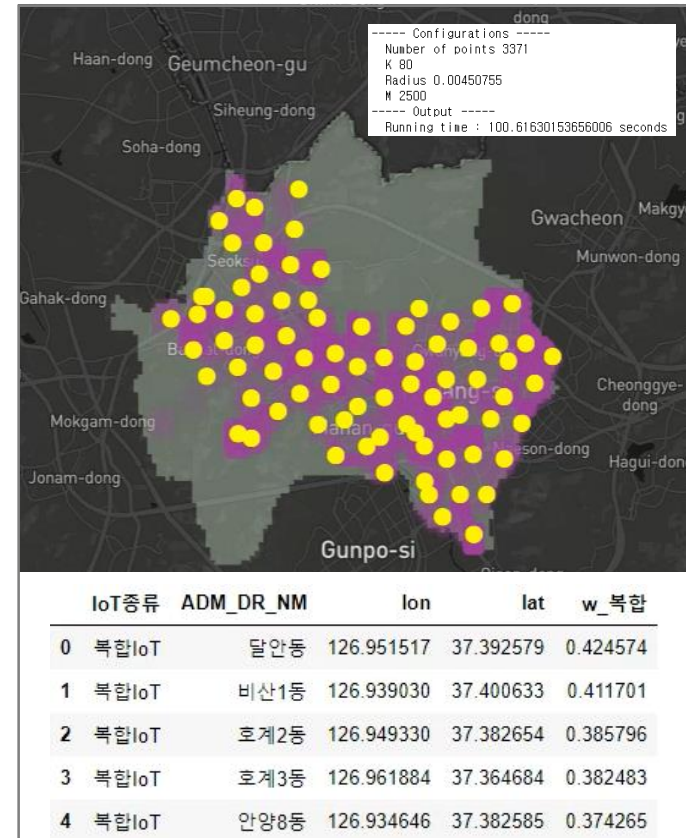 dong
----- Configurations -----
Number of points 3371
K 80
Radius 0.00450755
M 2500
----- Output -----
Running time : 100.61630153656006 seconds
Haan-dong
Geumcheon-gu
Siheung-dong
Soha-dong
Gwacheon
Makgy
Munwon-dong
Seoksu
Gahak-dong
Cheonggye-
dong
Mokgam-dong
Manan-gu
Naeson-dong
Hagui-don
Jonam-dong
Gunpo-si
IoT종류 ADM_DR_NM lon lat w_복합
0 복합IoT 달안동 126.951517 37.392579 0.424574
1 복합IoT 비산1동 126.939030 37.400633 0.411701
2 복합IoT 호계2동 126.949330 37.382654 0.385796
3 복합IoT 호계3동 126.961884 37.364684 0.382483
4 복합IoT 안양8동 126.934646 37.382585 0.374265